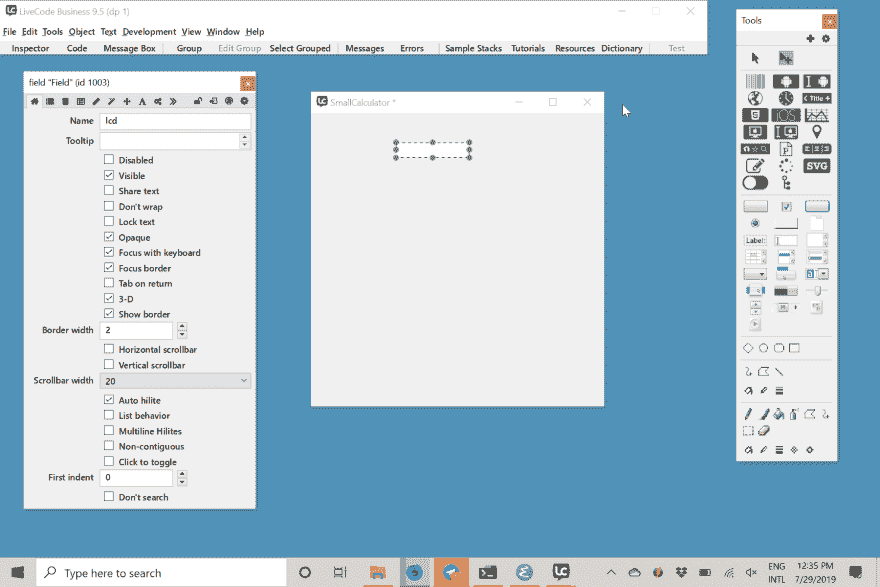 LiveCode Business 9.5 (dp 1)
File Edit Tools Object Text Development View Window Help
Inspector Code Message Box Group Edit Group Select Grouped Messages Errors Sample Stacks Tutorials Resources Dictionary Test
Tools
field "Field" (id 1003)
Name lcd
Tooltip
Disabled
Visible
Share text
Don't wrap
Lock text
Opaque
Focus with keyboard
Focus border
Tab on return
3-D
Show border
Border width 2
Horizontal scrollbar
Vertical scrollbar
Scrollbar width 20
Auto hilite
List behavior
Multiline Hilites
Non-contiguous
Click to toggle
First indent 0
Don't search
SmallCalculator *
Title +
iOS
SVG
Label:
Type here to search
ENG
INTL
12:35 PM
7/29/2019